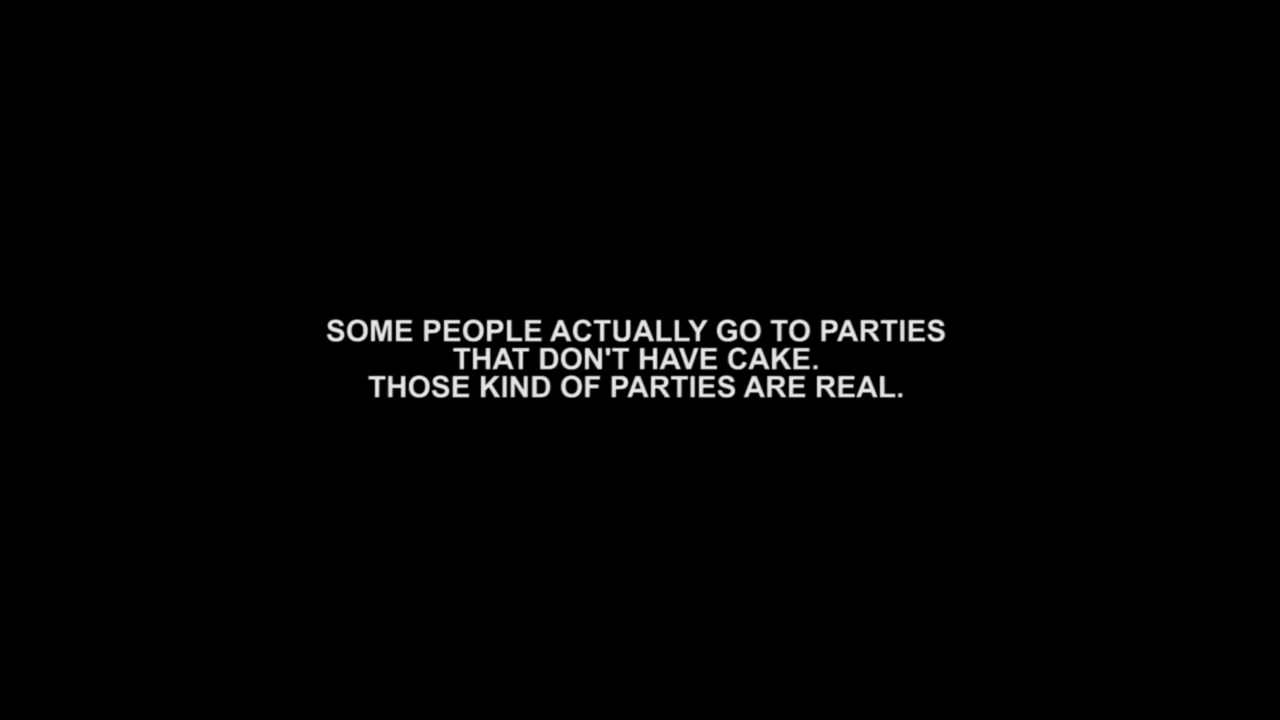 SOME PEOPLE ACTUALLY GO TO PARTIES
THAT DON'T HAVE CAKE.
THOSE KIND OF PARTIES ARE REAL.